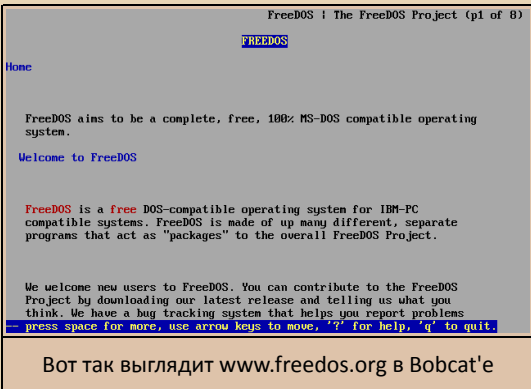 FreeDOS | The FreeDOS Project (p1 of 8)
FREEDOS
Home
FreeDOS aims to be a complete, free, 100% MS-DOS compatible operating
system.
Welcome to FreeDOS
FreeDOS is a free DOS-compatible operating system for IBM-PC
compatible systems. FreeDOS is made of up many different, separate
programs that act as "packages" to the overall FreeDOS Project.
We welcome new users to FreeDOS. You can contribute to the FreeDOS
Project by downloading our latest release and telling us what you
think. We have a bug tracking system that helps you report problems
-- press space for more, use arrow keys to move, '?' for help, 'q' to quit.
Вот так выглядит www.freedos.org в Bobcat'е